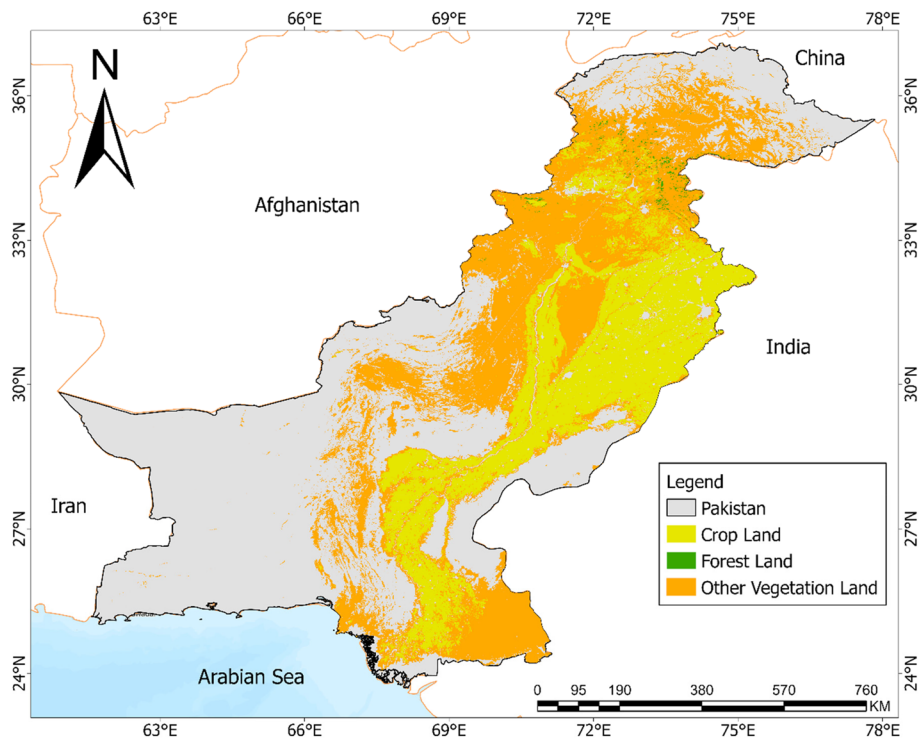 63°E 66°E 69°E 72°E 75°E 78°E
N
China
36°N 36°N
Afghanistan
33°N 33°N
India
30°N 30°N
Legend
Pakistan
Crop Land
Forest Land
Other Vegetation Land
Iran
27°N 27°N
Arabian Sea
24°N 24°N
0 95 190 380 570 760
KM
63°E 66°E 69°E 72°E 75°E 78°E